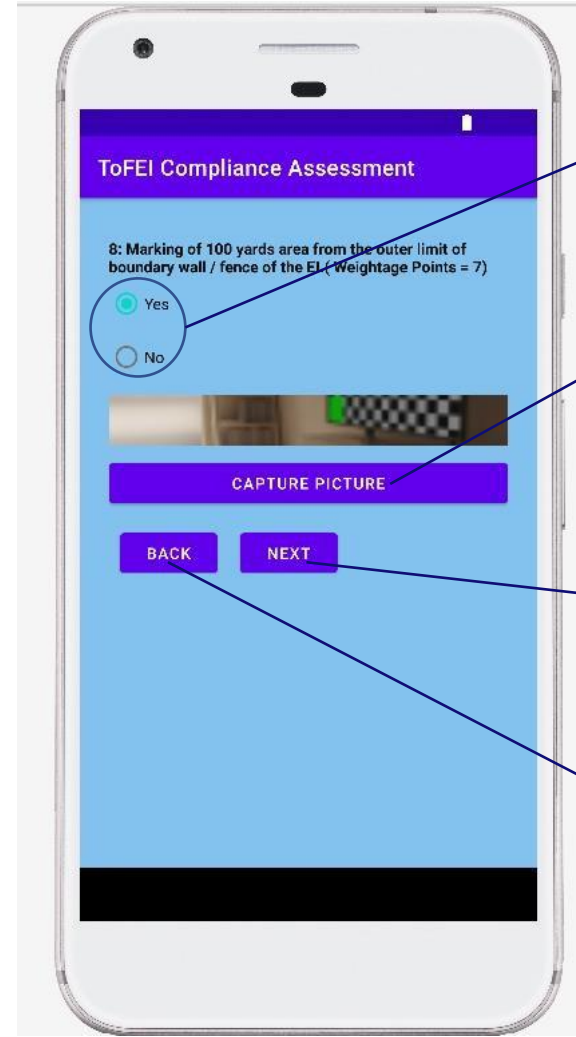 ToFEI Compliance Assessment
8: Marking of 100 yards area from the outer limit of
boundary wall / fence of the EI.( Weightage Points = 7)
Yes
No
CAPTURE PICTURE
BACK
NEXT